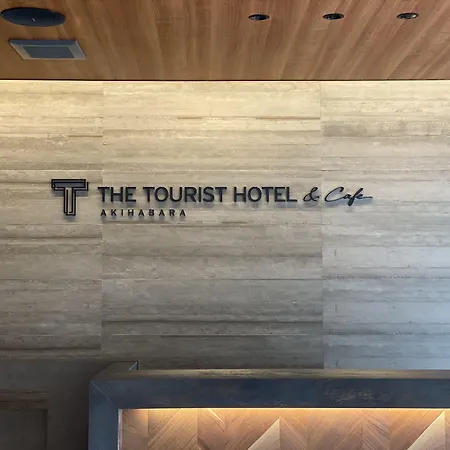 T THE TOURIST HOTEL & Cafe
AKIHABARA